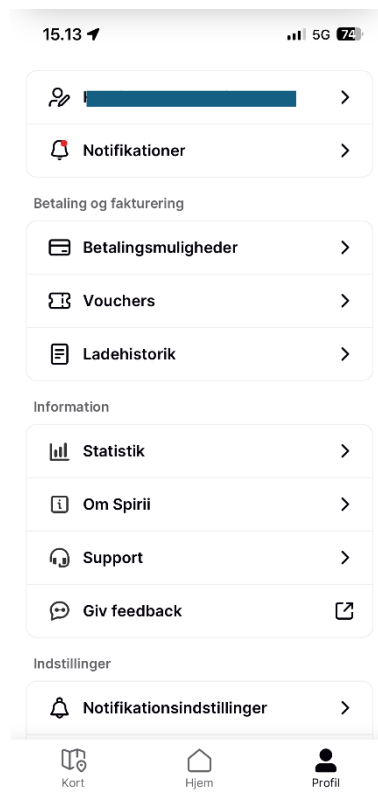 15.13
5G 74
Notifikationer
Betaling og fakturering
Betalingsmuligheder
Vouchers
Ladehistorik
Information
Statistik
Om Spirii
Support
Giv feedback
Indstillinger
Notifikationsindstillinger
Kort
Hjem
Profil